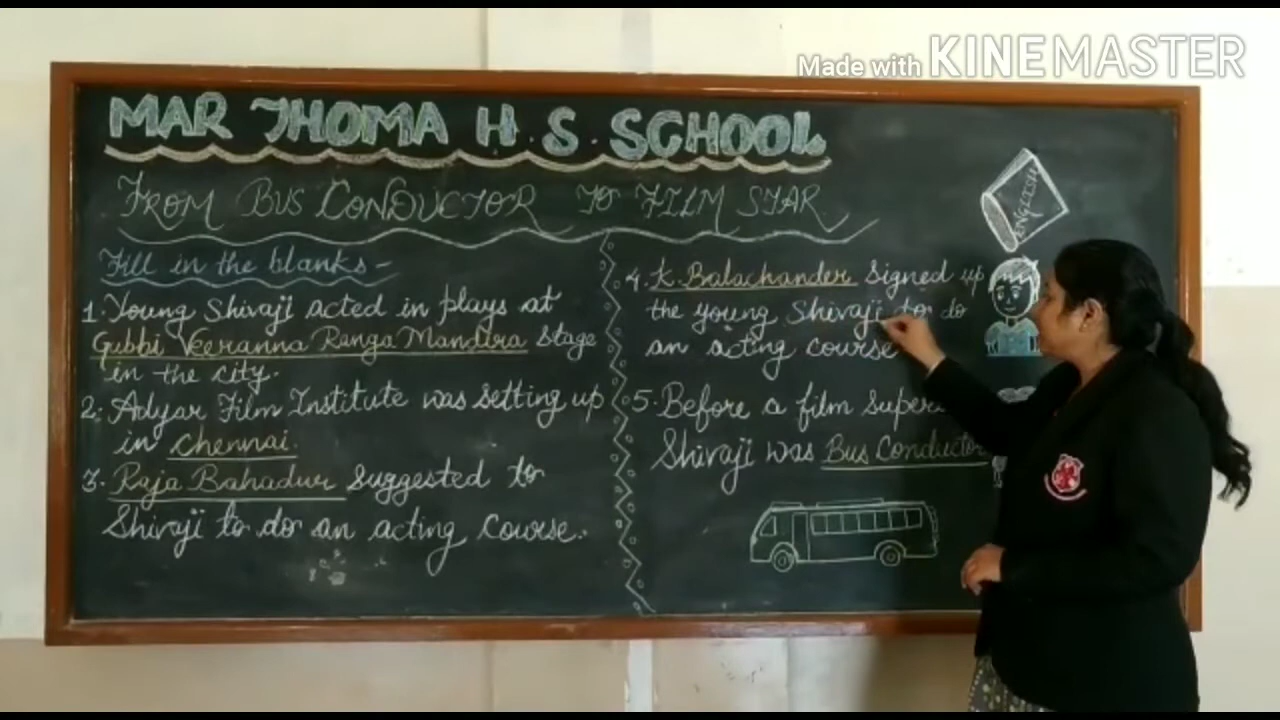 Made with KINEMASTER
MAR THOMA H.S. SCHOOL
FROM BUS CONDUCTOR TO FILM STAR
Fill in the blanks-
1. Young Shivaji acted in plays at
Gubbi Veeranna Ranga Mandira Stage
in the city.
2. Adyar Film Institute was setting up
in Chennai.
3. Raja Bahadur Suggested to
Shivaji to do an acting Course.
4. K. Balachander Signed up
the young Shivaji to do
an acting course
5. Before a film
Shivaji was Bus Conductor
ENGLISH